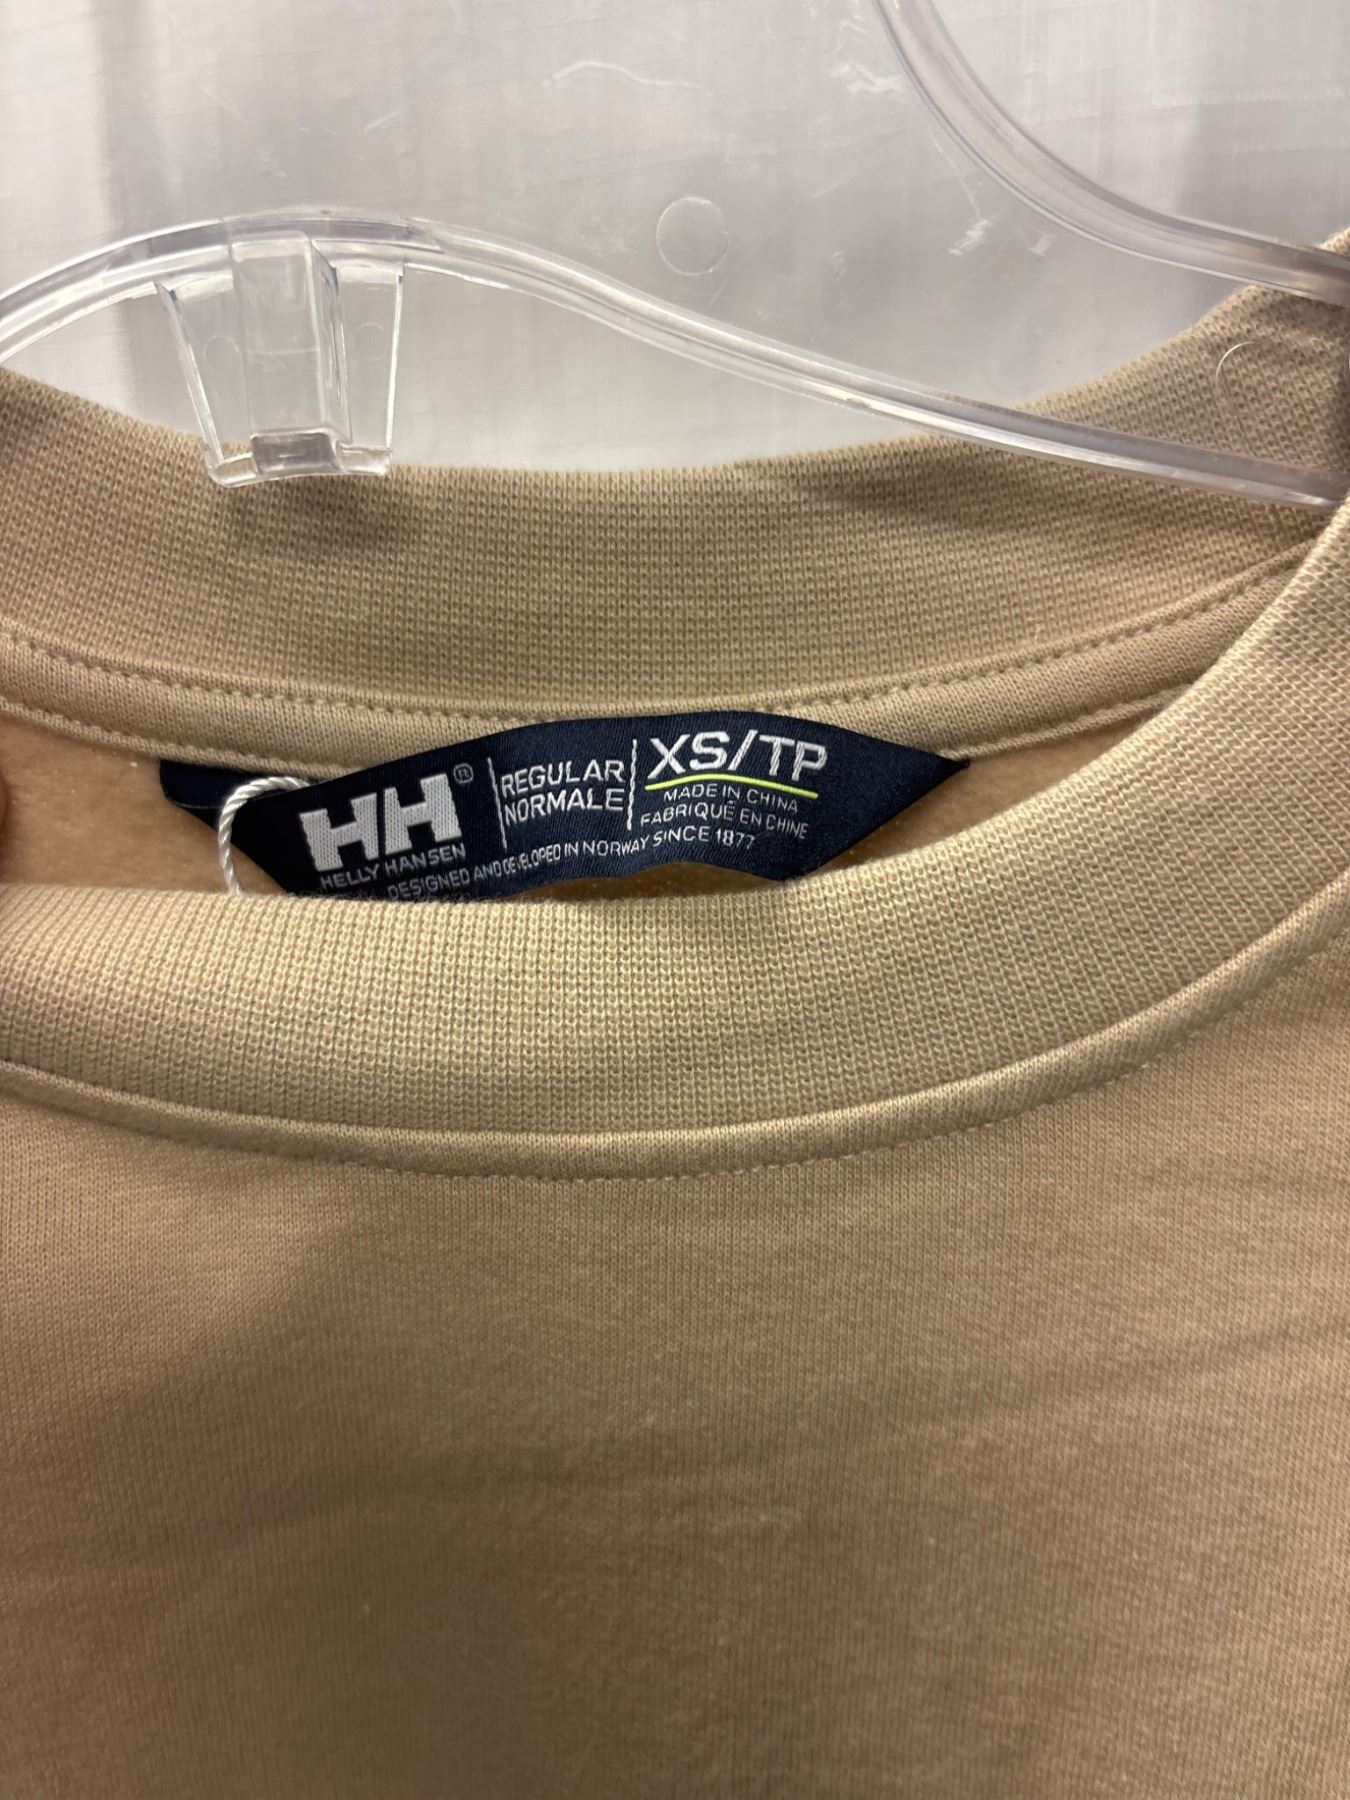 HH®
HELLY HANSEN
REGULAR
NORMALE
XS/TP
MADE IN CHINA
FABRIQUÉ EN CHINE
DESIGNED AND DEVELOPED IN NORWAY SINCE 1877